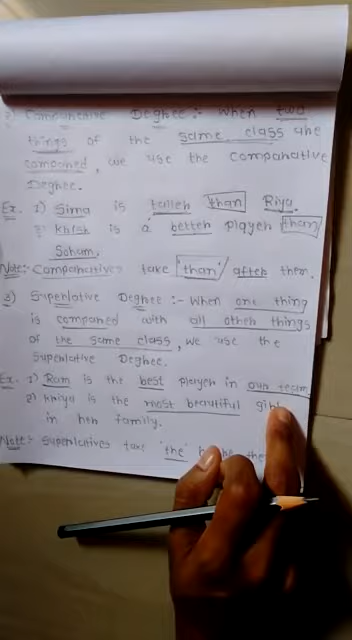 2) Comparative Degree :- When two
things of the same class are
compared, we use the comparative
Degree.
Ex. 1) Sima is taller than Riya.
2) is a better player than
Soham.
Note:- Comparatives take 'than' after them.
3) Superlative Degree :- When one thing
is compared with all other things
of the same class, we use the
Superlative Degree.
Ex. 1) Ram is the best player in our team
2) Kriya is the most beautiful girl
in her family.
Note:- Superlatives take 'the'